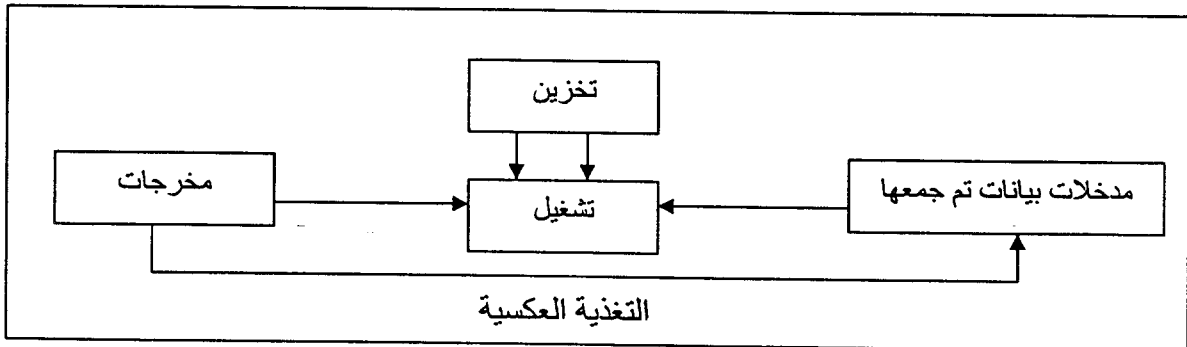 تخزين
مدخلات بيانات تم جمعها
تشغيل
مخرجات
التغذية العكسية